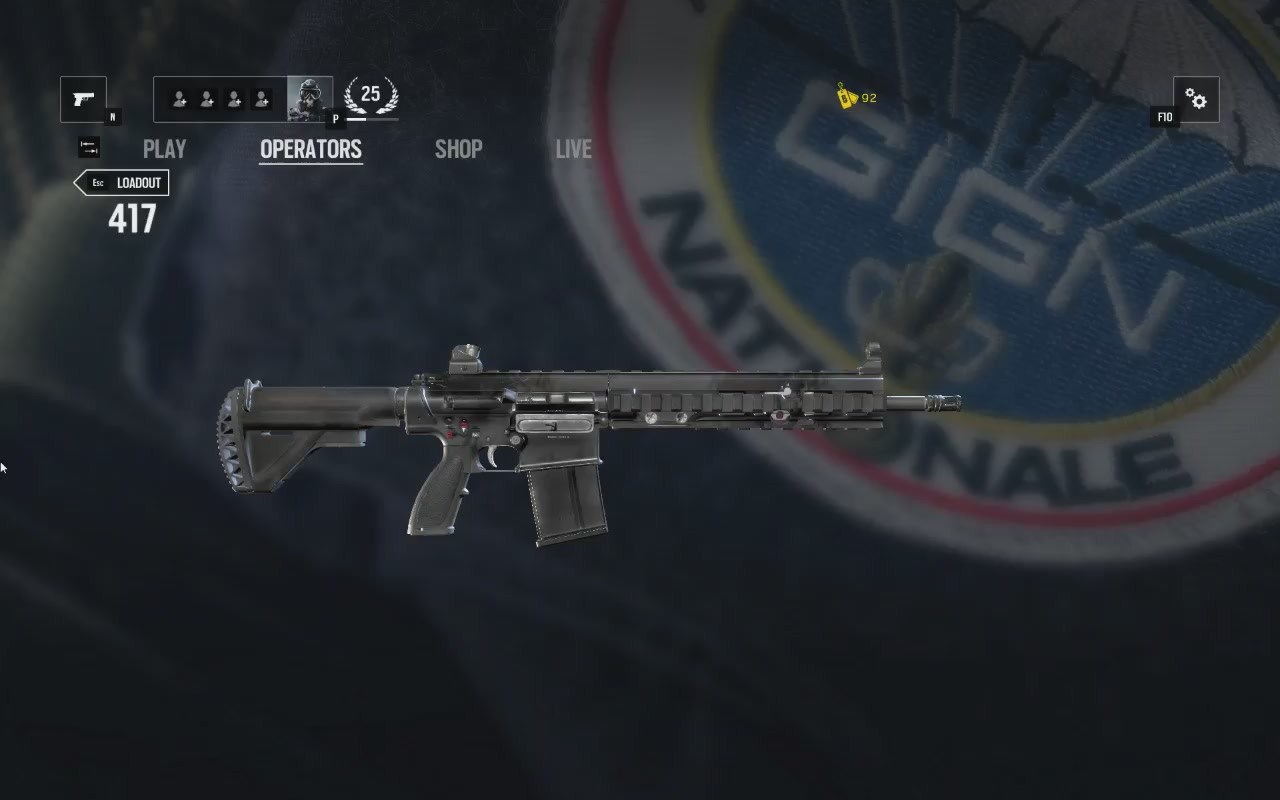 N
P
25
92
F10
PLAY OPERATORS SHOP LIVE
Esc LOADOUT
417
GIGN
NATIONALE